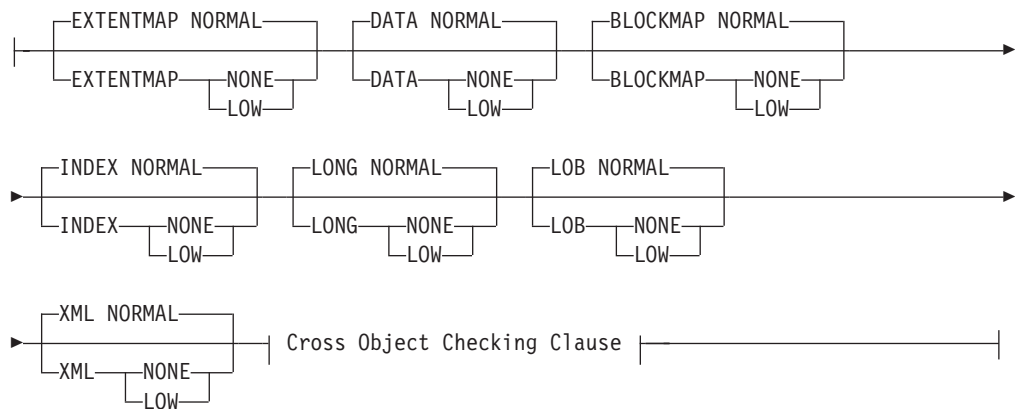 EXTENTMAP NORMAL DATA NORMAL BLOCKMAP NORMAL
EXTENTMAP NONE DATA NONE BLOCKMAP NONE
LOW LOW LOW
INDEX NORMAL LONG NORMAL LOB NORMAL
INDEX NONE LONG NONE LOB NONE
LOW LOW LOW
XML NORMAL
Cross Object Checking Clause
XML NONE
LOW